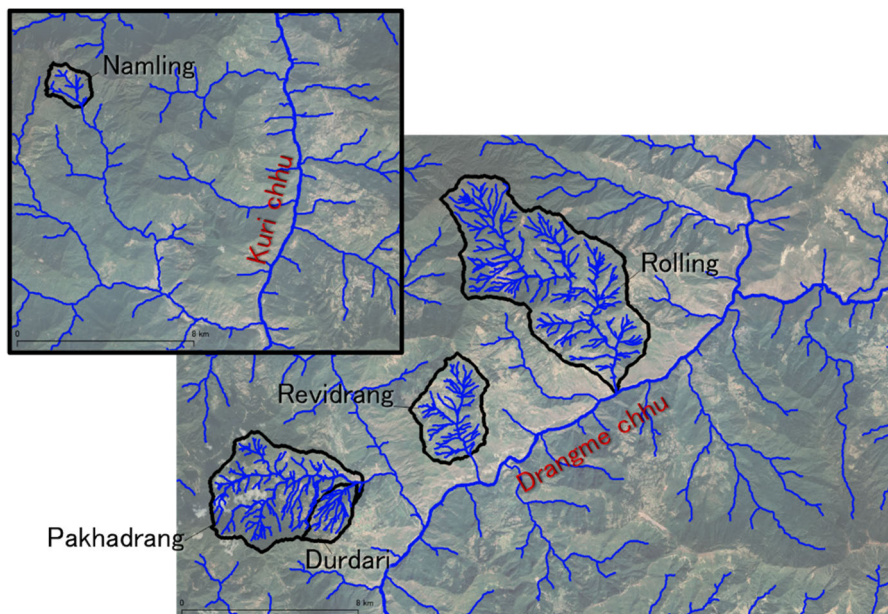 Namling
Kuri chhu
0
8 km
Rolling
Revidrang
Drangme chhu
Pakhadrang
Durdari
0
8 km